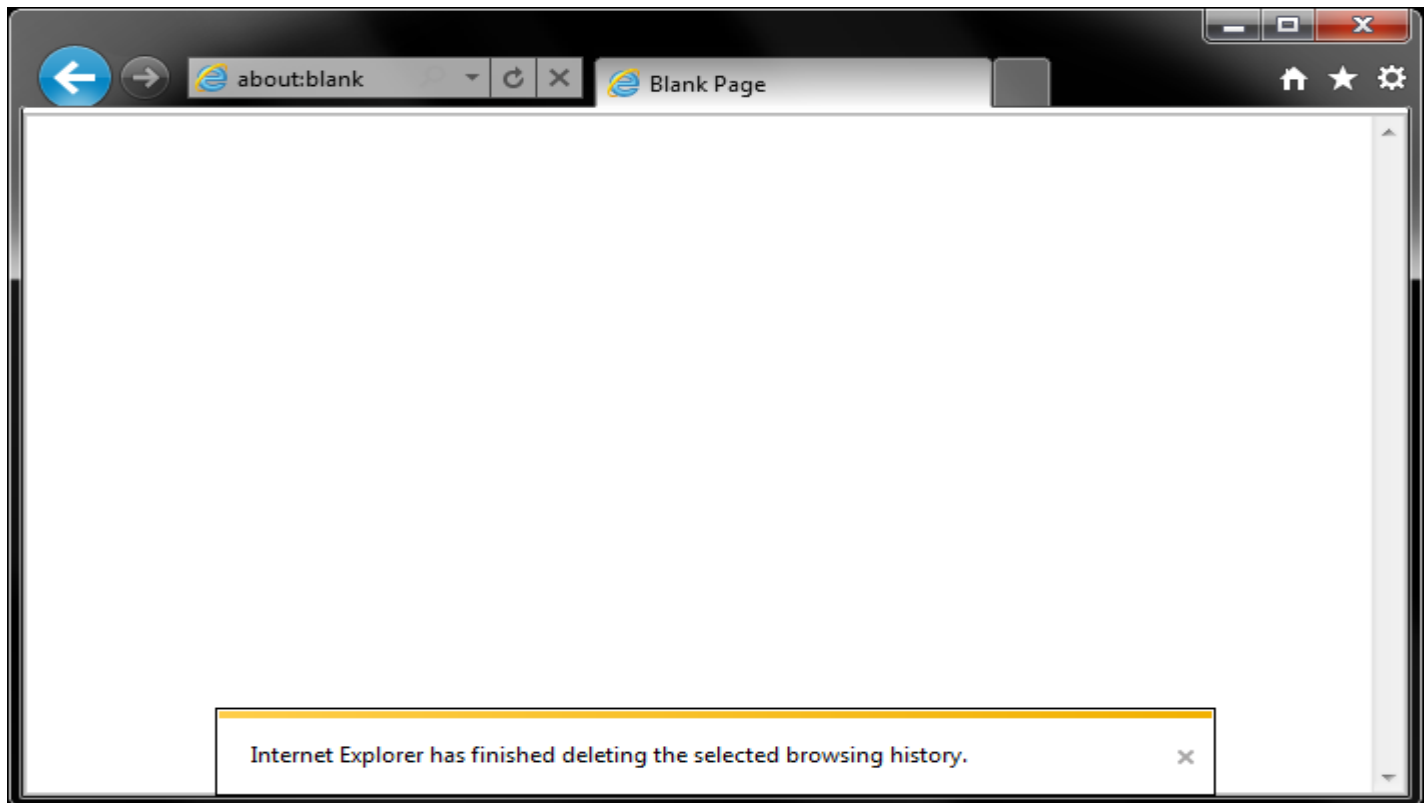 about:blank
Blank Page
Internet Explorer has finished deleting the selected browsing history.